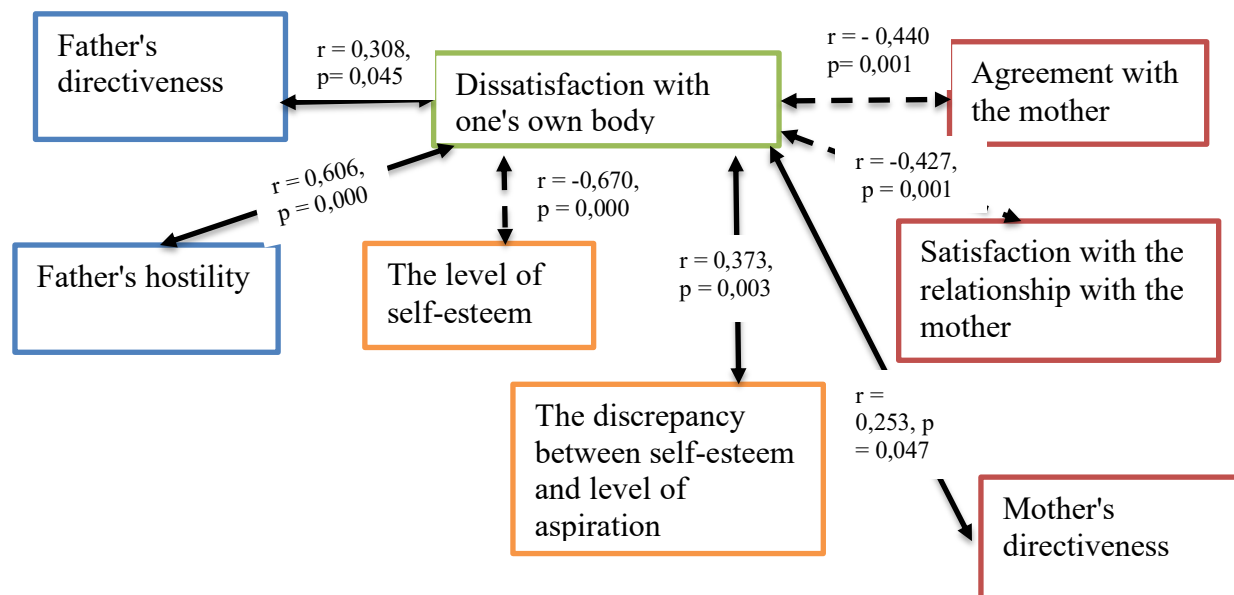 Father's
directiveness
r = 0,308,
p= 0,045
Dissatisfaction with
one's own body
r = - 0,440
p= 0,001
Agreement with
the mother
r = 0,606,
p = 0,000
r = -0,670,
p = 0,000
r = -0,427,
p = 0,001
Father's hostility
The level of
self-esteem
r = 0,373,
p = 0,003
Satisfaction with the
relationship with the
mother
The discrepancy
between self-esteem
and level of
aspiration
r =
0,253, p
= 0,047
Mother's
directiveness